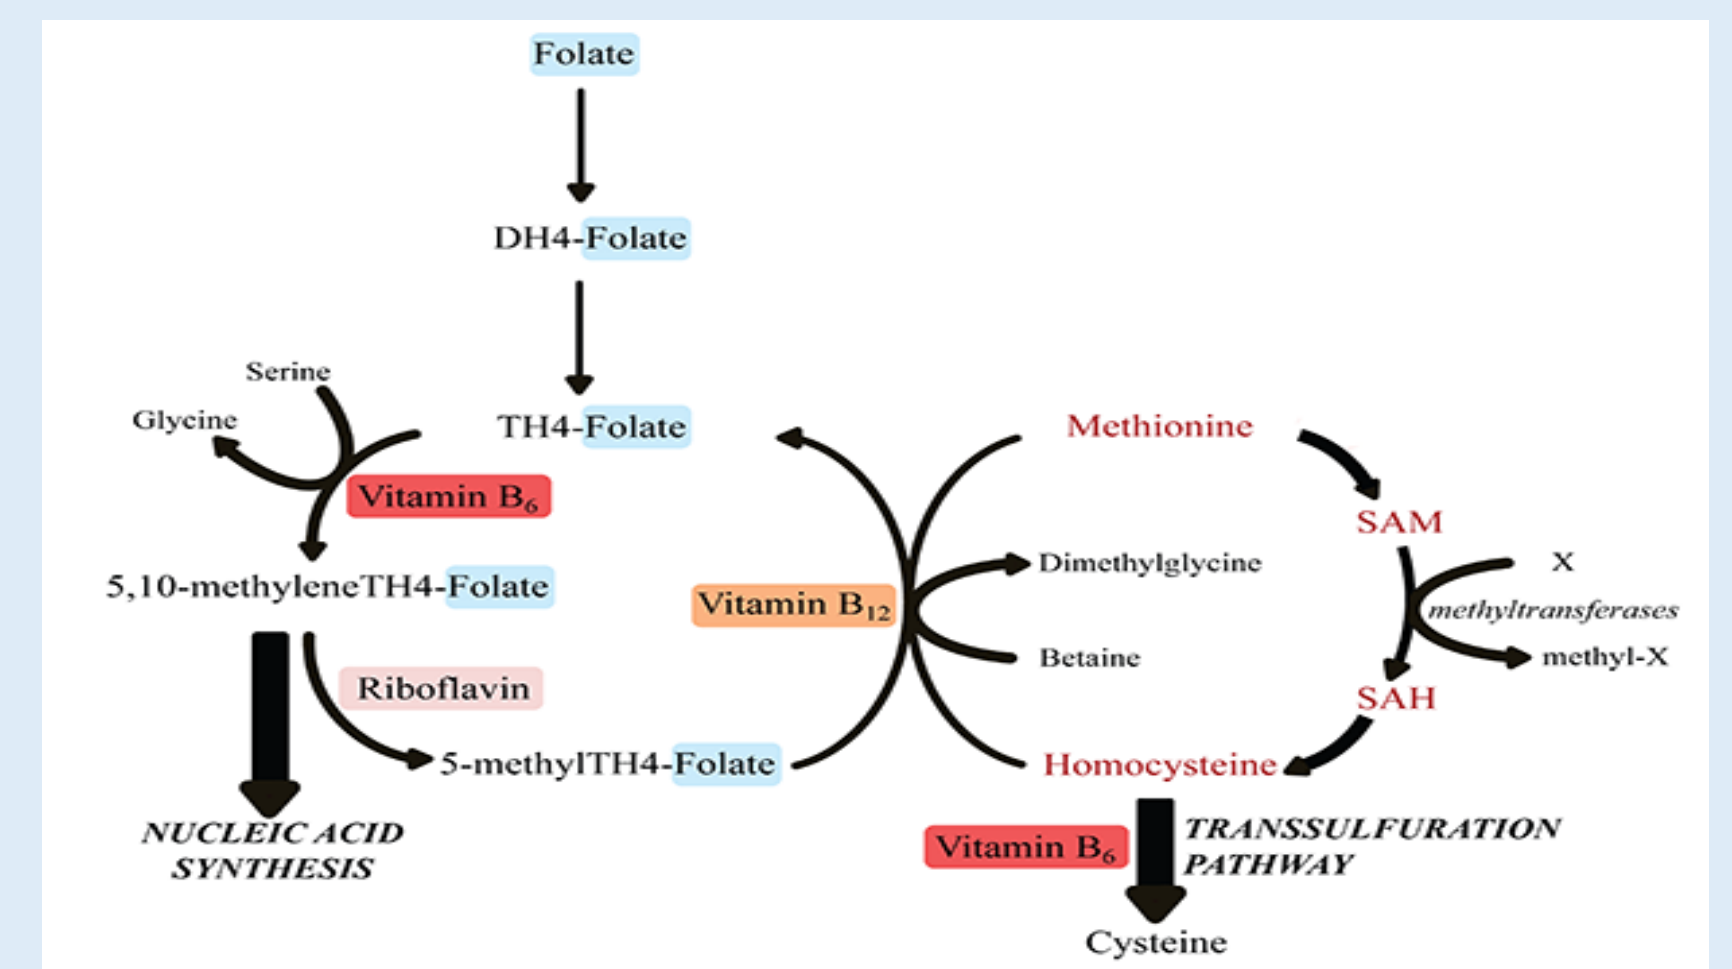 Folate
DH4-Folate
Serine
Glycine
TH4-Folate
Methionine
Vitamin B₆
SAM
Dimethylglycine
X
5,10-methyleneTH4-Folate
Vitamin B₁₂
methyltransferases
Betaine
methyl-X
Riboflavin
SAH
5-methylTH4-Folate
Homocysteine
NUCLEIC ACID
SYNTHESIS
Vitamin B₆
TRANSSULFURATION
PATHWAY
Cysteine